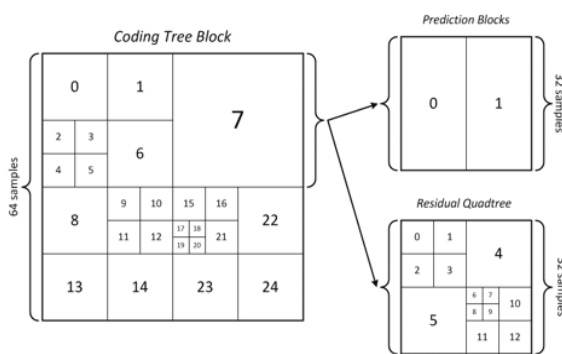 Coding Tree Block
Prediction Blocks
0 1
7
2 3
4 5
6
0 1
32 samples
64 samples
8
9 10 15 16
11 12
17 18
19 20
21
22
13 14 23 24
Residual Quadtree
0 1
2 3
4
5
6 7
8 9
10
11 12
32 samples